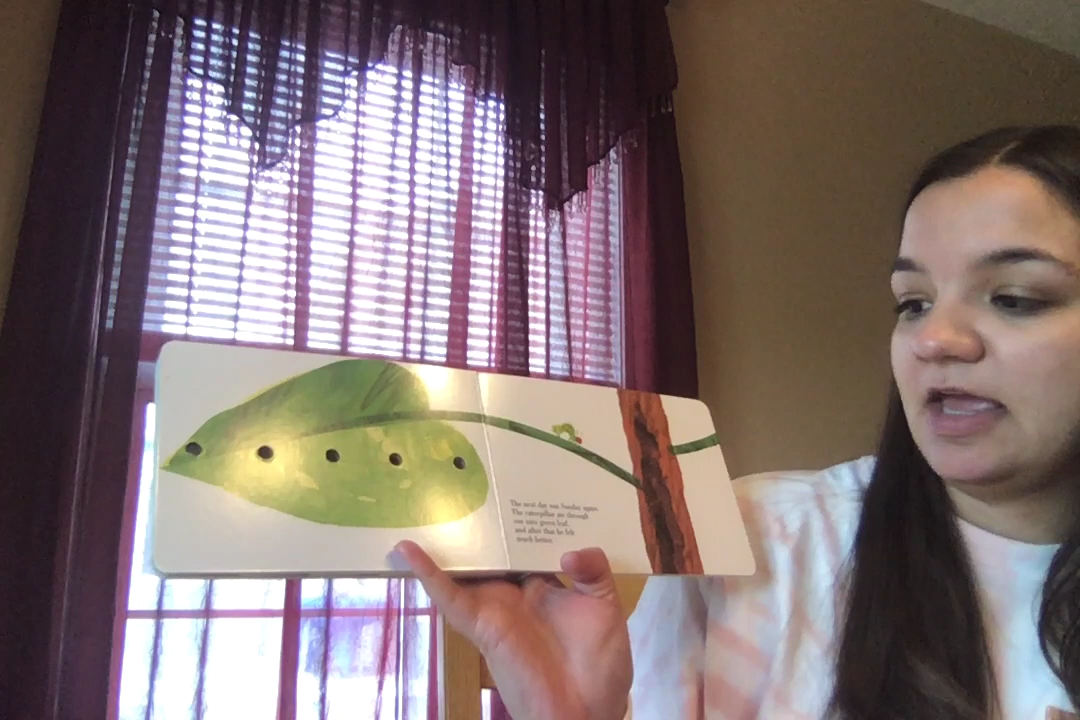 The next day was Sunday again.
The caterpillar ate through
one nice green leaf,
and after that he felt
much better.